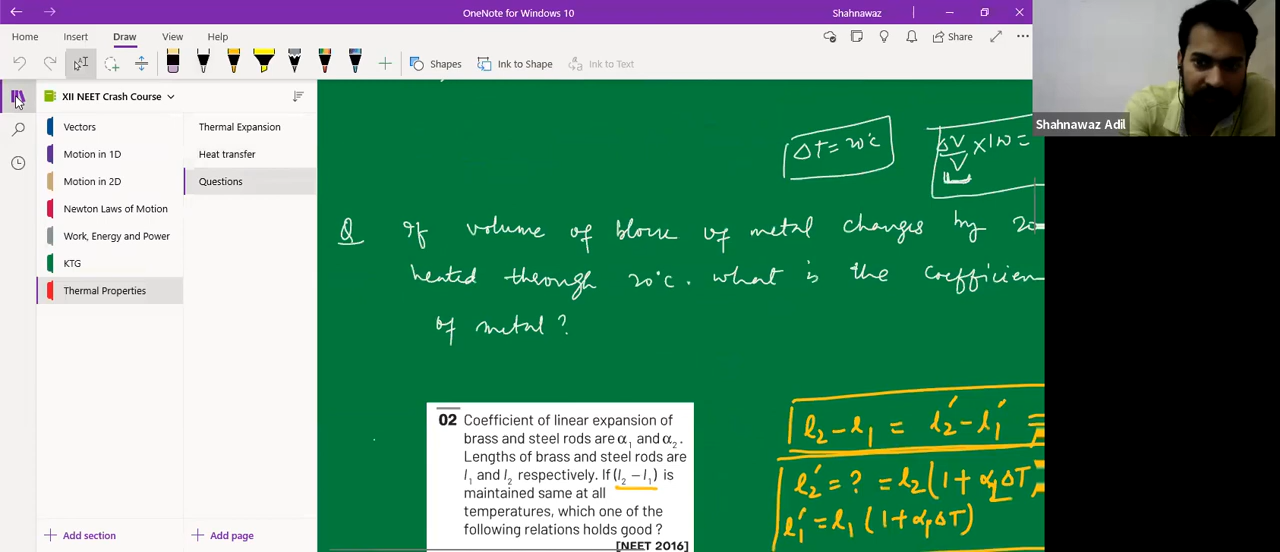 OneNote for Windows 10
Shahnawaz
Home
Insert
Draw
View
Help
Share
Shapes
Ink to Shape
Ink to Text
XII NEET Crash Course
Vectors
Motion in 1D
Motion in 2D
Newton Laws of Motion
Work, Energy and Power
KTG
Thermal Properties
Thermal Expansion
Heat transfer
Questions
Add section
Add page
Shahnawaz Adil
ΔT = 20°C
ΔV/V × 100 =
Q If volume of block of metal changes by
heated through 20°C. what is the coefficien
of metal?
02 Coefficient of linear expansion of
brass and steel rods are α₁ and α₂.
Lengths of brass and steel rods are
l₁ and l₂ respectively. If (l₂ − l₁) is
maintained same at all
temperatures, which one of the
following relations holds good ?
[NEET 2016]
l₂ − l₁ = l₂′ − l₁′ =
l₂′ = ? = l₂(1 + α₂ΔT
l₁′ = l₁(1 + α₁ΔT)